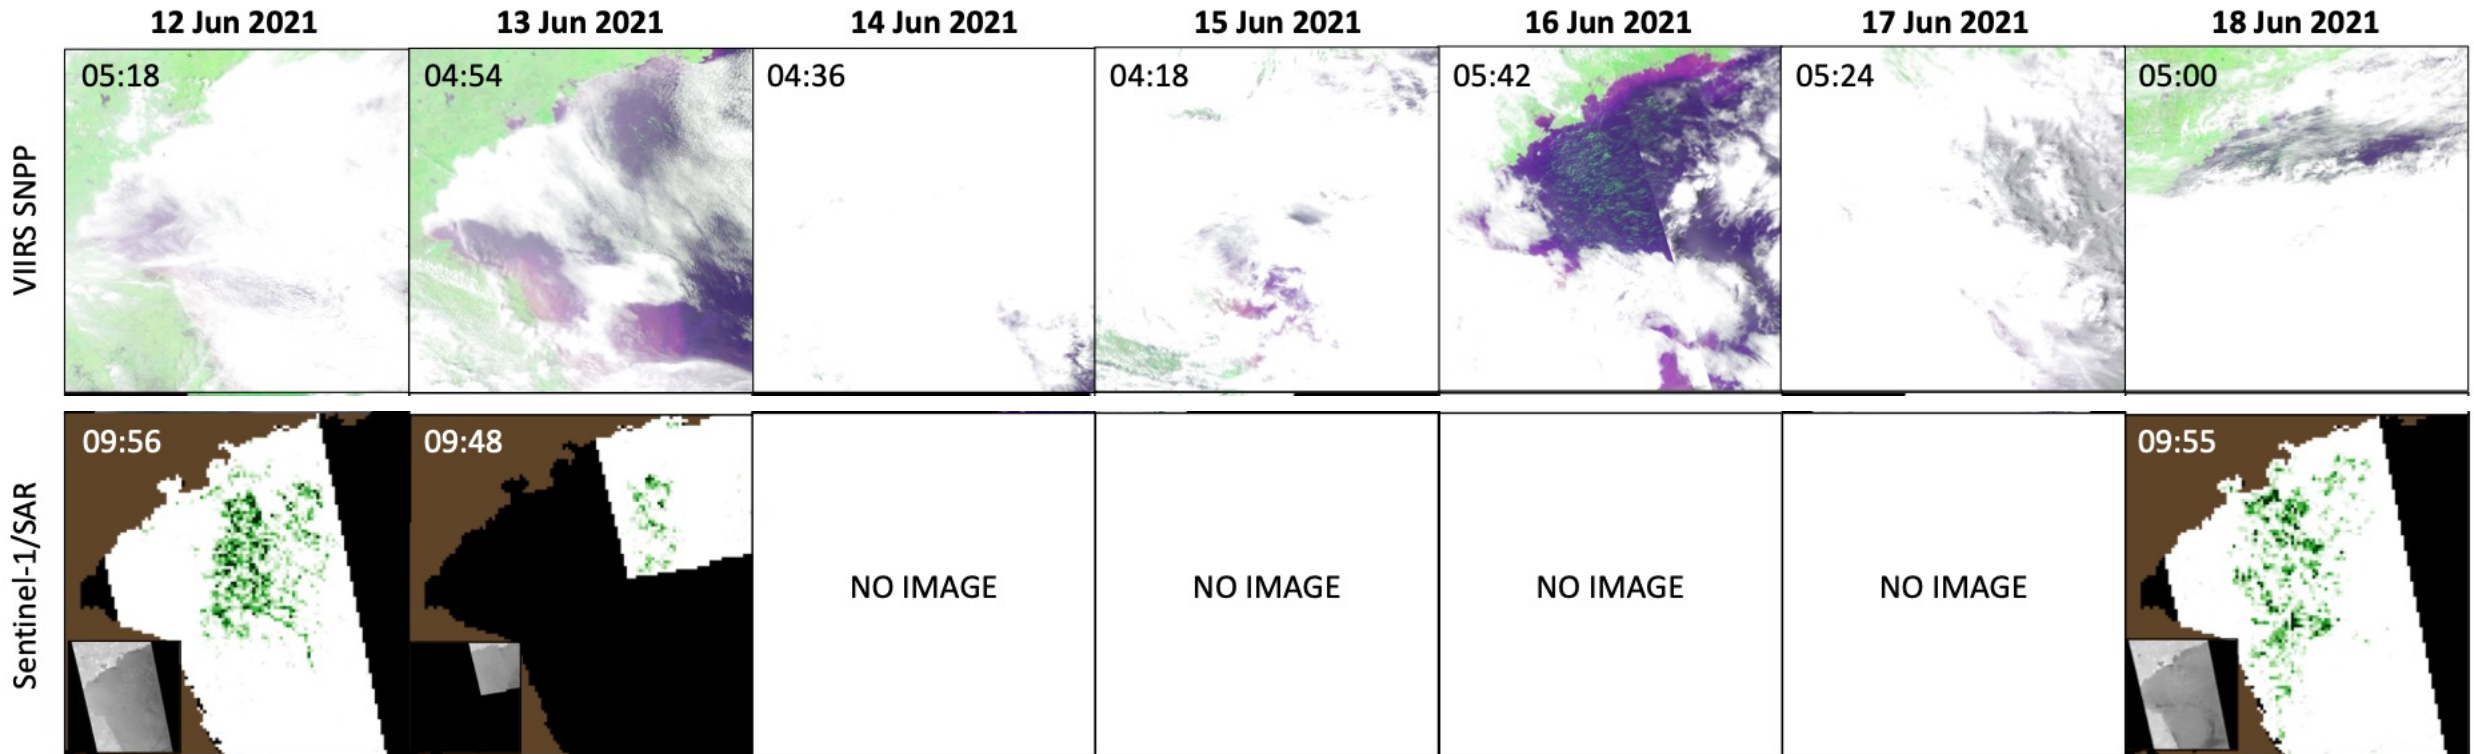 12 Jun 2021 13 Jun 2021 14 Jun 2021 15 Jun 2021 16 Jun 2021 17 Jun 2021 18 Jun 2021
VIIRS SNPP
05:18 04:54 04:36 04:18 05:42 05:24 05:00
Sentinel-1/SAR
09:56 09:48 09:55
NO IMAGE NO IMAGE NO IMAGE NO IMAGE